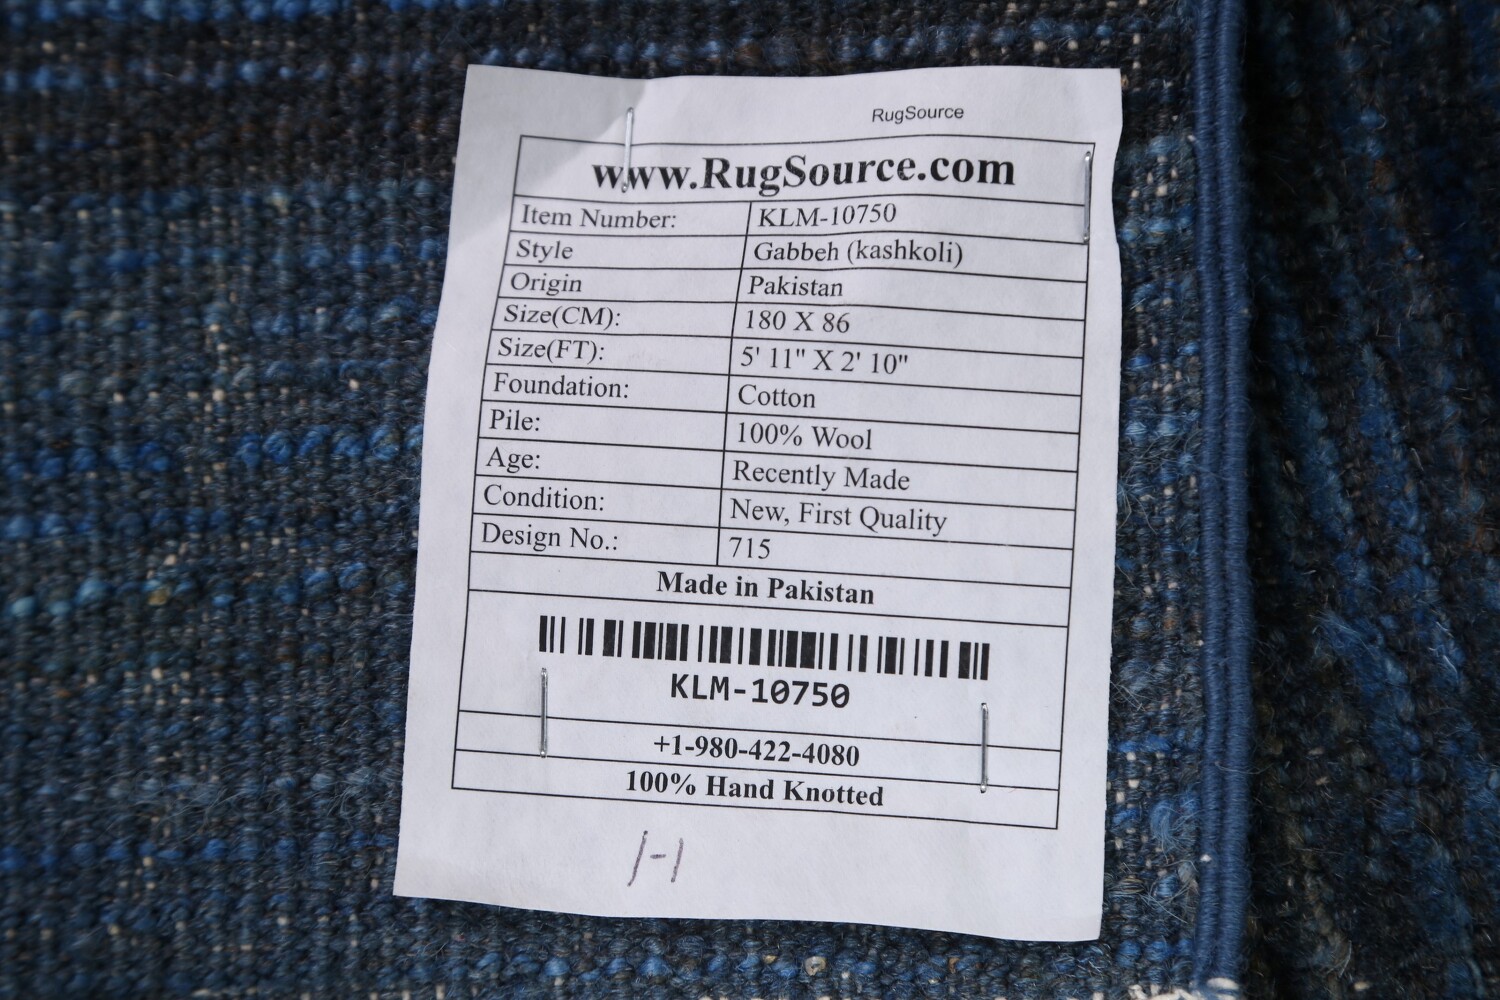 RugSource
www.RugSource.com
Item Number: KLM-10750
Style Gabbeh (kashkoli)
Origin Pakistan
Size(CM): 180 X 86
Size(FT): 5' 11" X 2' 10"
Foundation: Cotton
Pile: 100% Wool
Age: Recently Made
Condition: New, First Quality
Design No.: 715
Made in Pakistan
KLM-10750
+1-980-422-4080
100% Hand Knotted
1-1